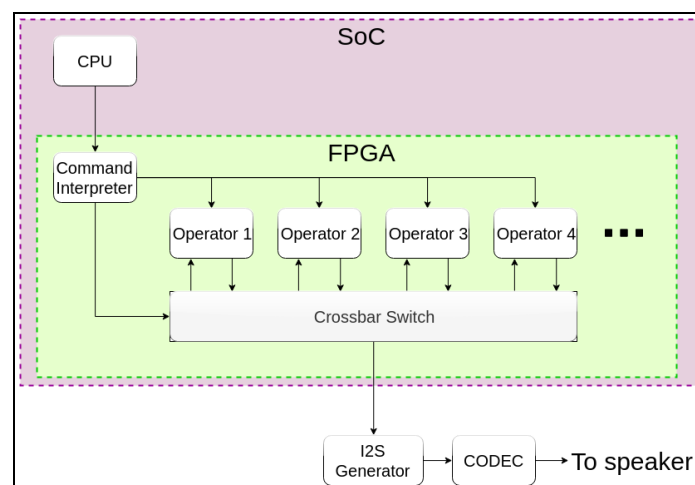 SoC
CPU
FPGA
Command
Interpreter
Operator 1
Operator 2
Operator 3
Operator 4
Crossbar Switch
I2S
Generator
CODEC
To speaker